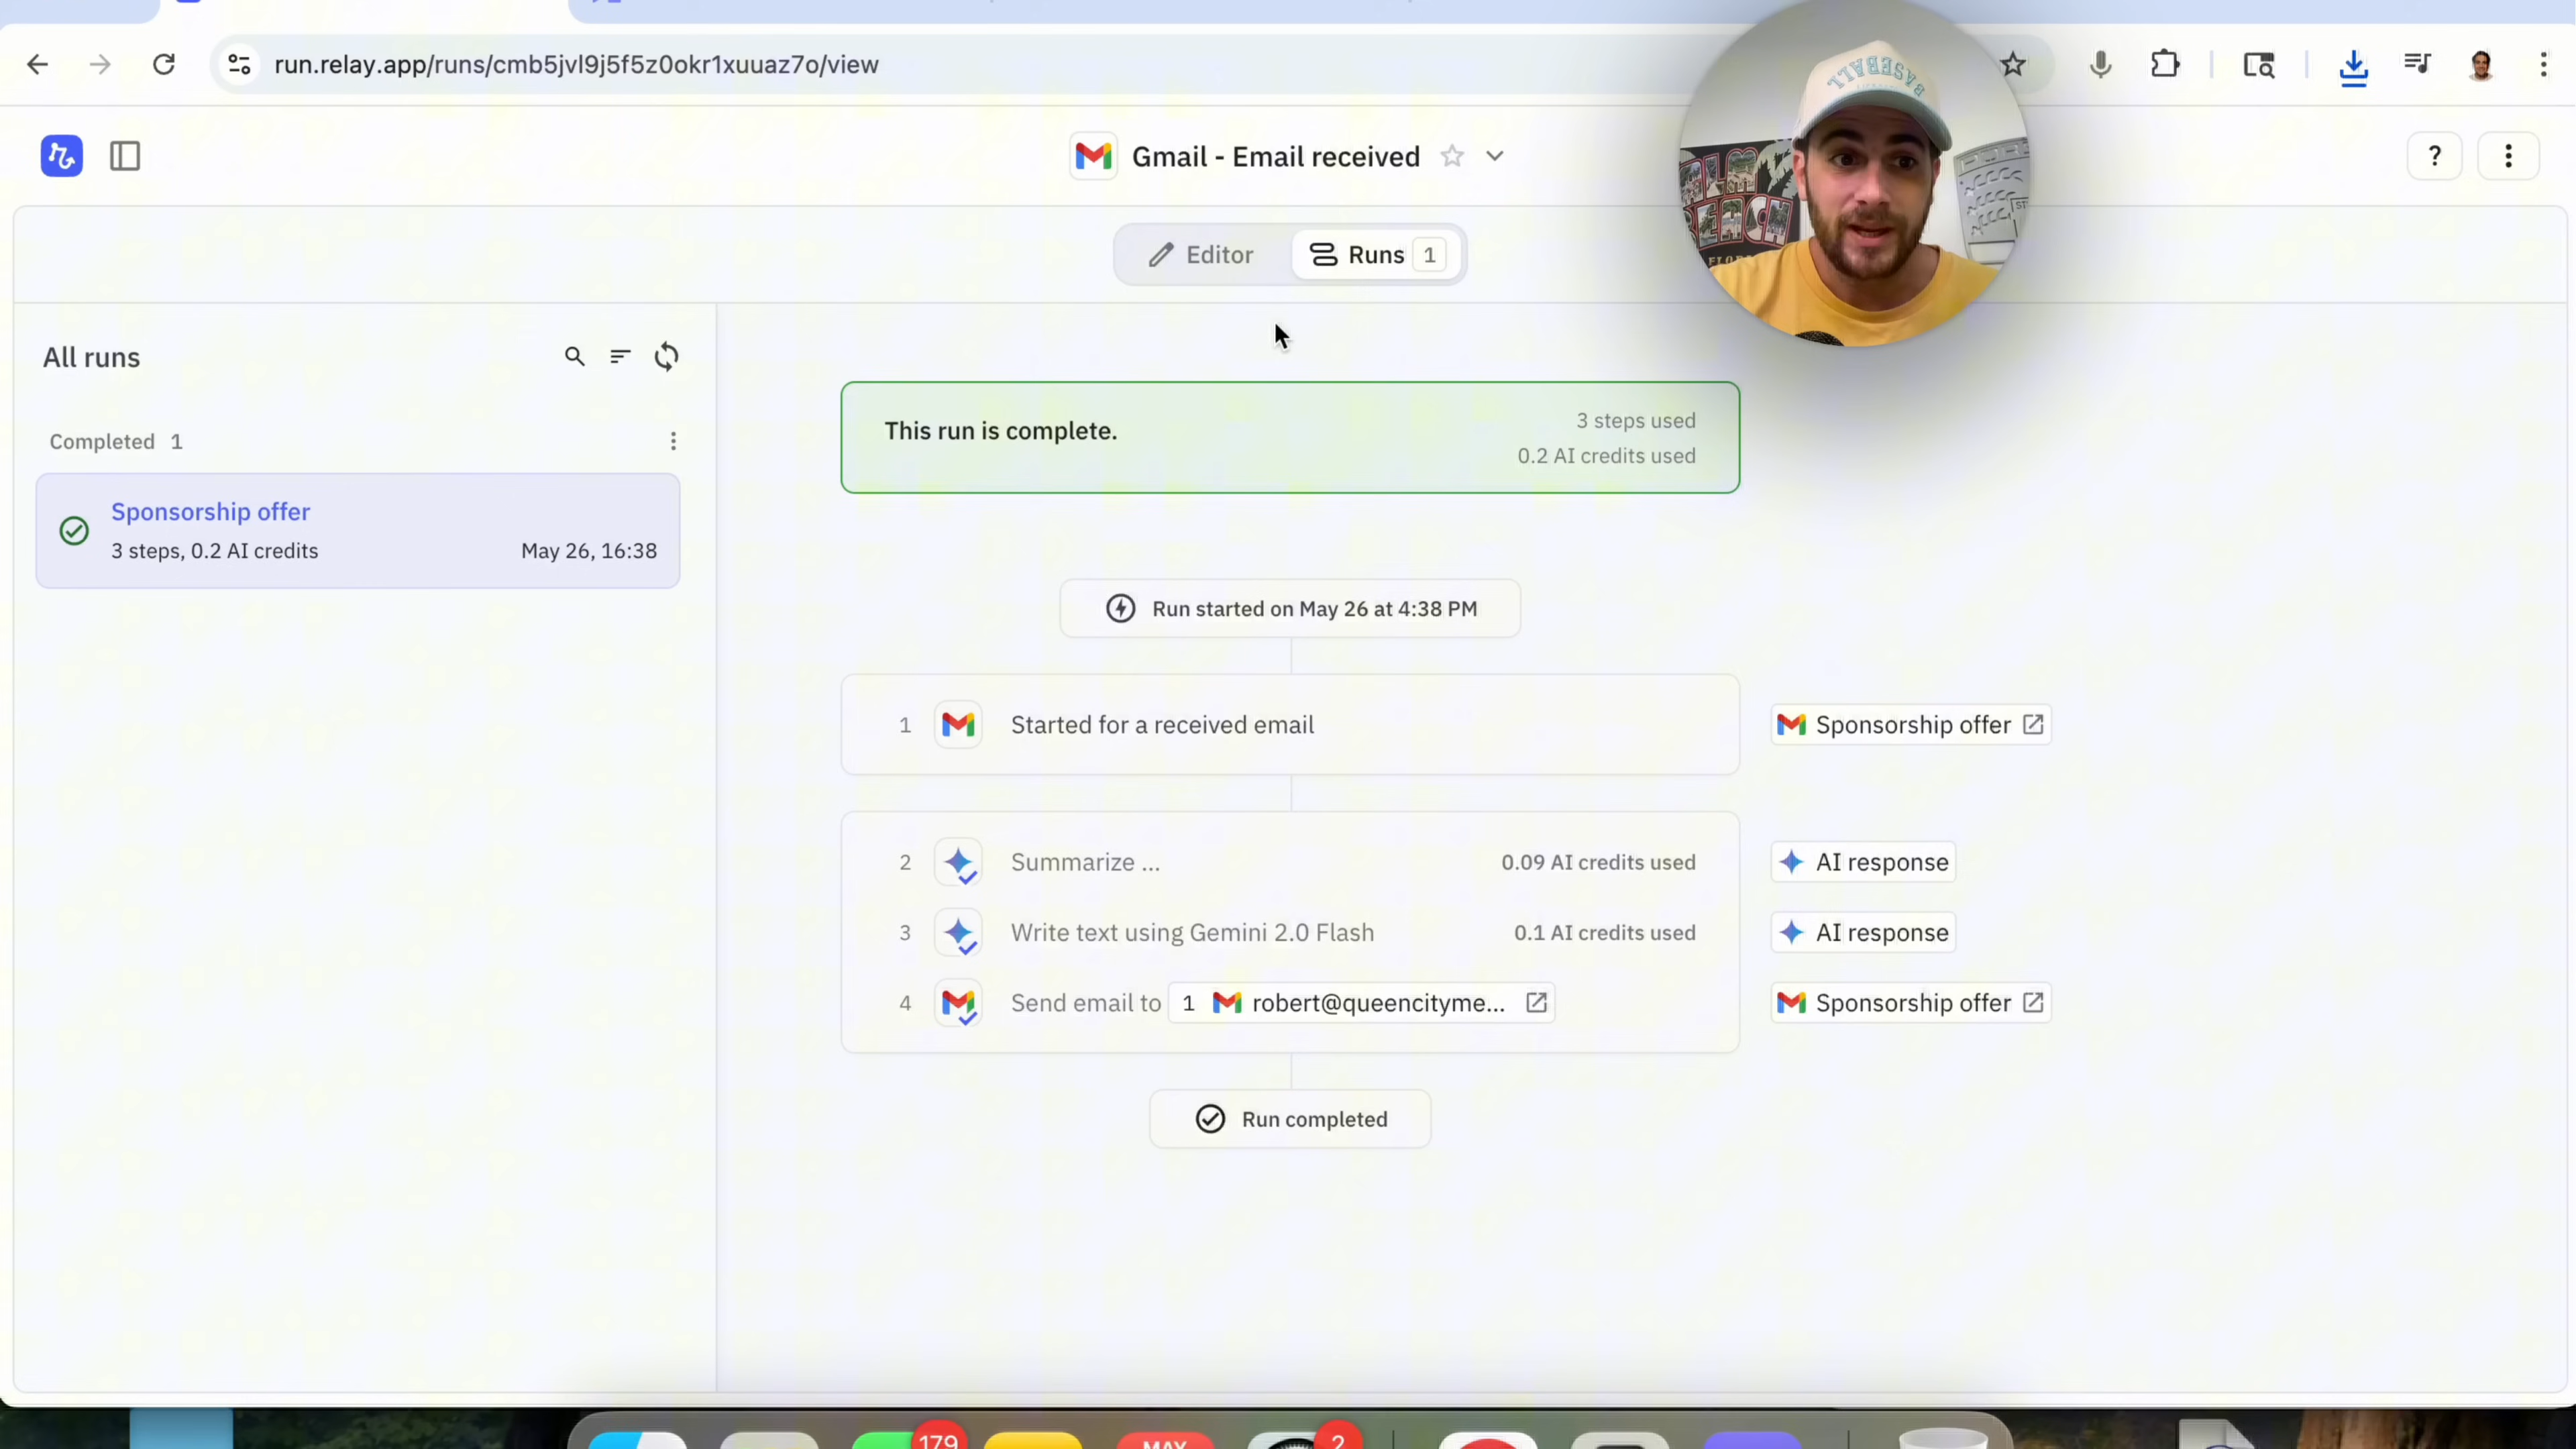 run.relay.app/runs/cmb5jvl9j5f5z0okr1xuuaz7o/view
Gmail - Email received
?
Editor
Runs 1
BASEBALL
PALM
BEACH
All runs
This run is complete.
3 steps used
0.2 AI credits used
Completed 1
Sponsorship offer
3 steps, 0.2 AI credits
May 26, 16:38
Run started on May 26 at 4:38 PM
1 Started for a received email
Sponsorship offer
2 Summarize ...
0.09 AI credits used
AI response
3 Write text using Gemini 2.0 Flash
0.1 AI credits used
AI response
4 Send email to 1 robert@queencityme...
Sponsorship offer
Run completed
179
MAY
2